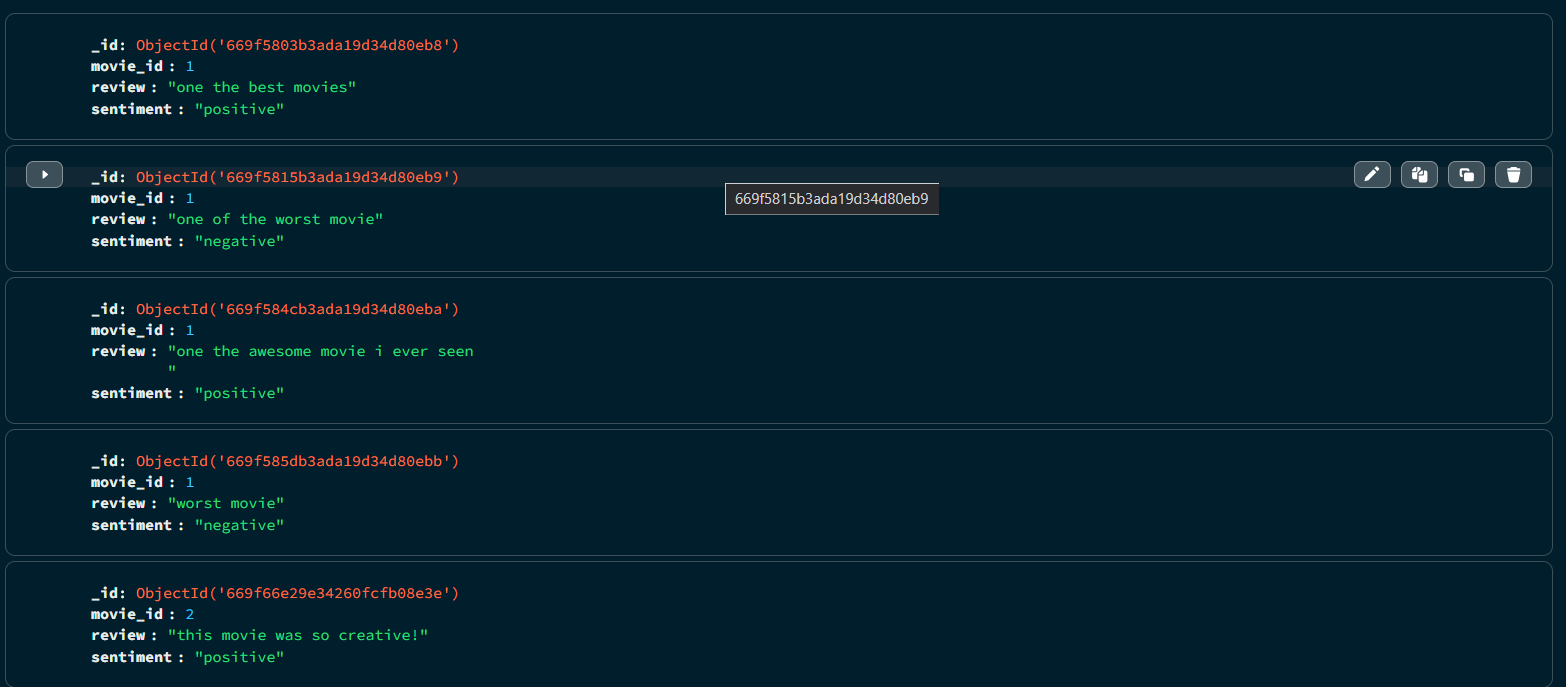 _id: ObjectId('669f5803b3ada19d34d80eb8')
movie_id : 1
review : "one the best movies"
sentiment : "positive"
_id: ObjectId('669f5815b3ada19d34d80eb9')
movie_id : 1
669f5815b3ada19d34d80eb9
review : "one of the worst movie"
sentiment : "negative"
_id: ObjectId('669f584cb3ada19d34d80eba')
movie_id : 1
review : "one the awesome movie i ever seen
"
sentiment : "positive"
_id: ObjectId('669f585db3ada19d34d80ebb')
movie_id : 1
review : "worst movie"
sentiment : "negative"
_id: ObjectId('669f66e29e34260fcfb08e3e')
movie_id : 2
review : "this movie was so creative!"
sentiment : "positive"